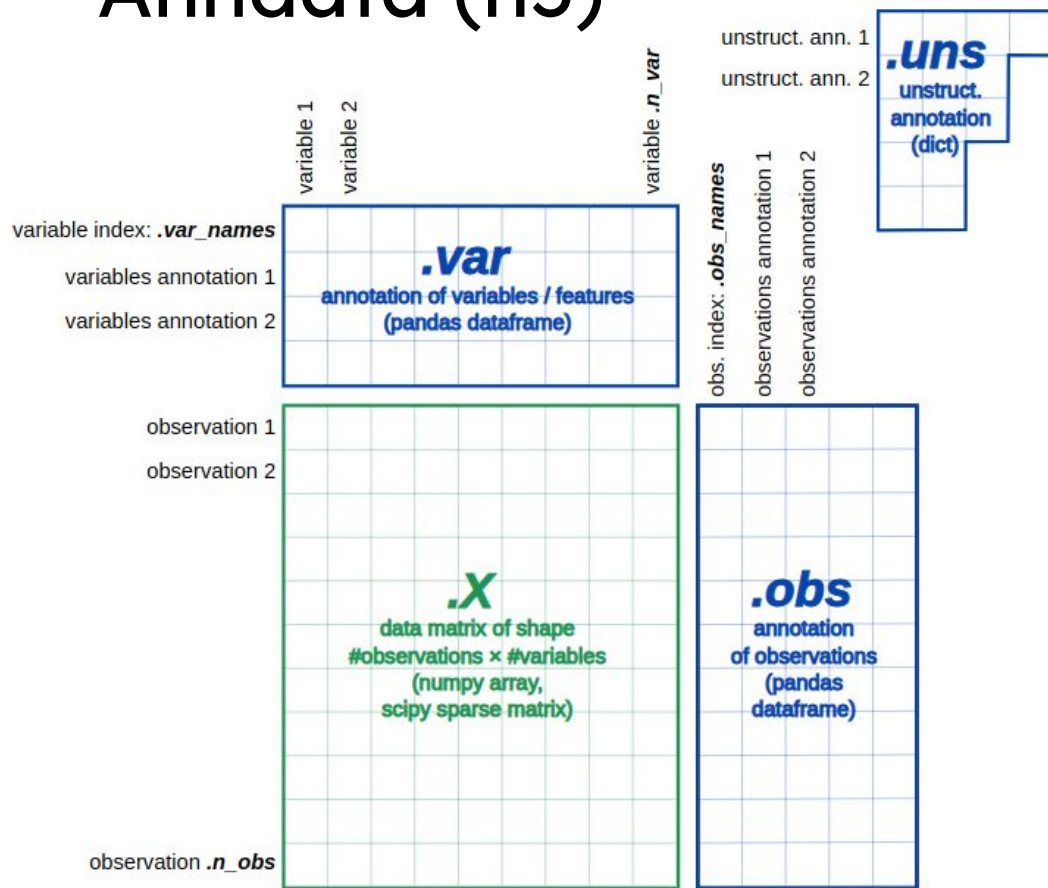 Anndata (h5)
unstruct. ann. 1
unstruct. ann. 2
.uns
unstruct.
annotation
(dict)
variable 1
variable 2
variable .n_var
variable index: .var_names
variables annotation 1
variables annotation 2
.var
annotation of variables / features
(pandas dataframe)
obs. index: .obs_names
observations annotation 1
observations annotation 2
observation 1
observation 2
observation .n_obs
.X
data matrix of shape
#observations × #variables
(numpy array,
scipy sparse matrix)
.obs
annotation
of observations
(pandas
dataframe)